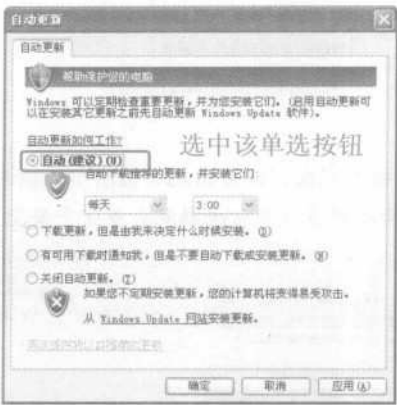 自动更新
自动更新
帮助保护您的电脑
Windows 可以定期检查重要更新，并为您安装它们。(启用自动更新可
以在安装其它更新之前先自动更新 Windows Update 软件)。
自动更新如何工作?
选中该单选按钮
自动(建议)(U)
自动下载推荐的更新，并安装它们:
每天 3:00
下载更新，但是由我来决定什么时候安装。(D)
有可用下载时通知我，但是不要自动下载或安装更新。(N)
关闭自动更新。(T)
如果您不定期安装更新，您的计算机将变得易受攻击。
从 Windows Update 网站安装更新。
确定 取消 应用(A)